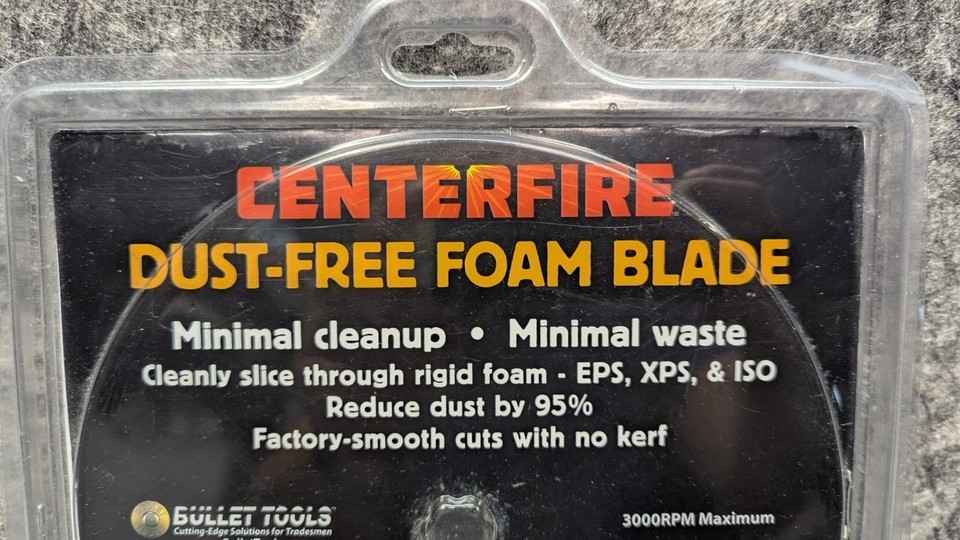 CENTERFIRE
DUST-FREE FOAM BLADE
Minimal cleanup • Minimal waste
Cleanly slice through rigid foam - EPS, XPS, & ISO
Reduce dust by 95%
Factory-smooth cuts with no kerf
BULLET TOOLS
Cutting-Edge Solutions for Tradesmen
3000RPM Maximum